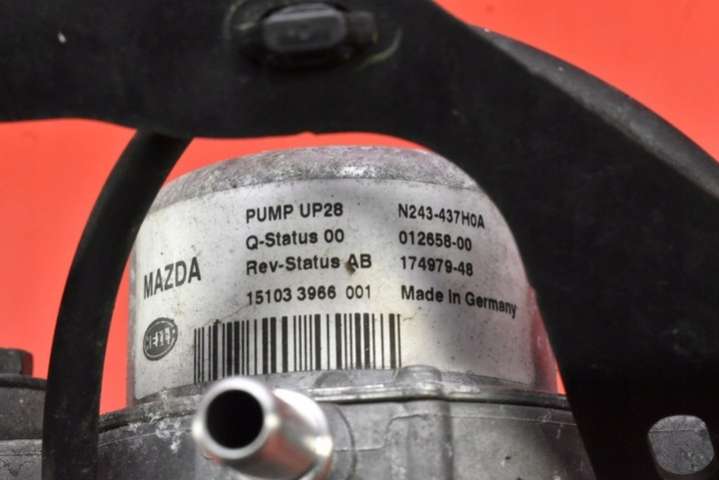 PUMP UP28 N243-437H0A
Q-Status 00 012658-00
MAZDA Rev-Status AB 174979-48
15103 3966 001 Made in Germany
HELLA